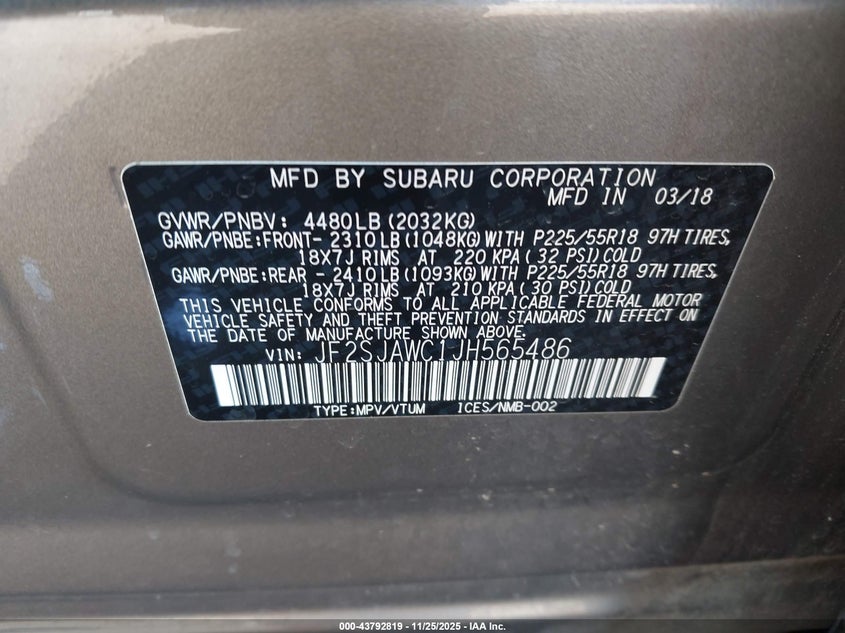 MFD BY SUBARU CORPORATION
MFD IN 03/18
GVWR/PNBV: 4480LB(2032KG)
GAWR/PNBE:FRONT- 2310LB(1048KG)WITH P225/55R18 97H TIRES,
18X7J RIMS AT 220 KPA(32 PSI)COLD
GAWR/PNBE:REAR - 2410LB(1093KG)WITH P225/55R18 97H TIRES,
18X7J RIMS AT 210 KPA(30 PSI)COLD
THIS VEHICLE CONFORMS TO ALL APPLICABLE FEDERAL MOTOR
VEHICLE SAFETY AND THEFT PREVENTION STANDARDS IN EFFECT ON
THE DATE OF MANUFACTURE SHOWN ABOVE.
VIN: JF2SJAWC1JH565486
TYPE:MPV/VTUM ICES/NMB-002
000-43792819 - 11/25/2025 - IAA Inc.